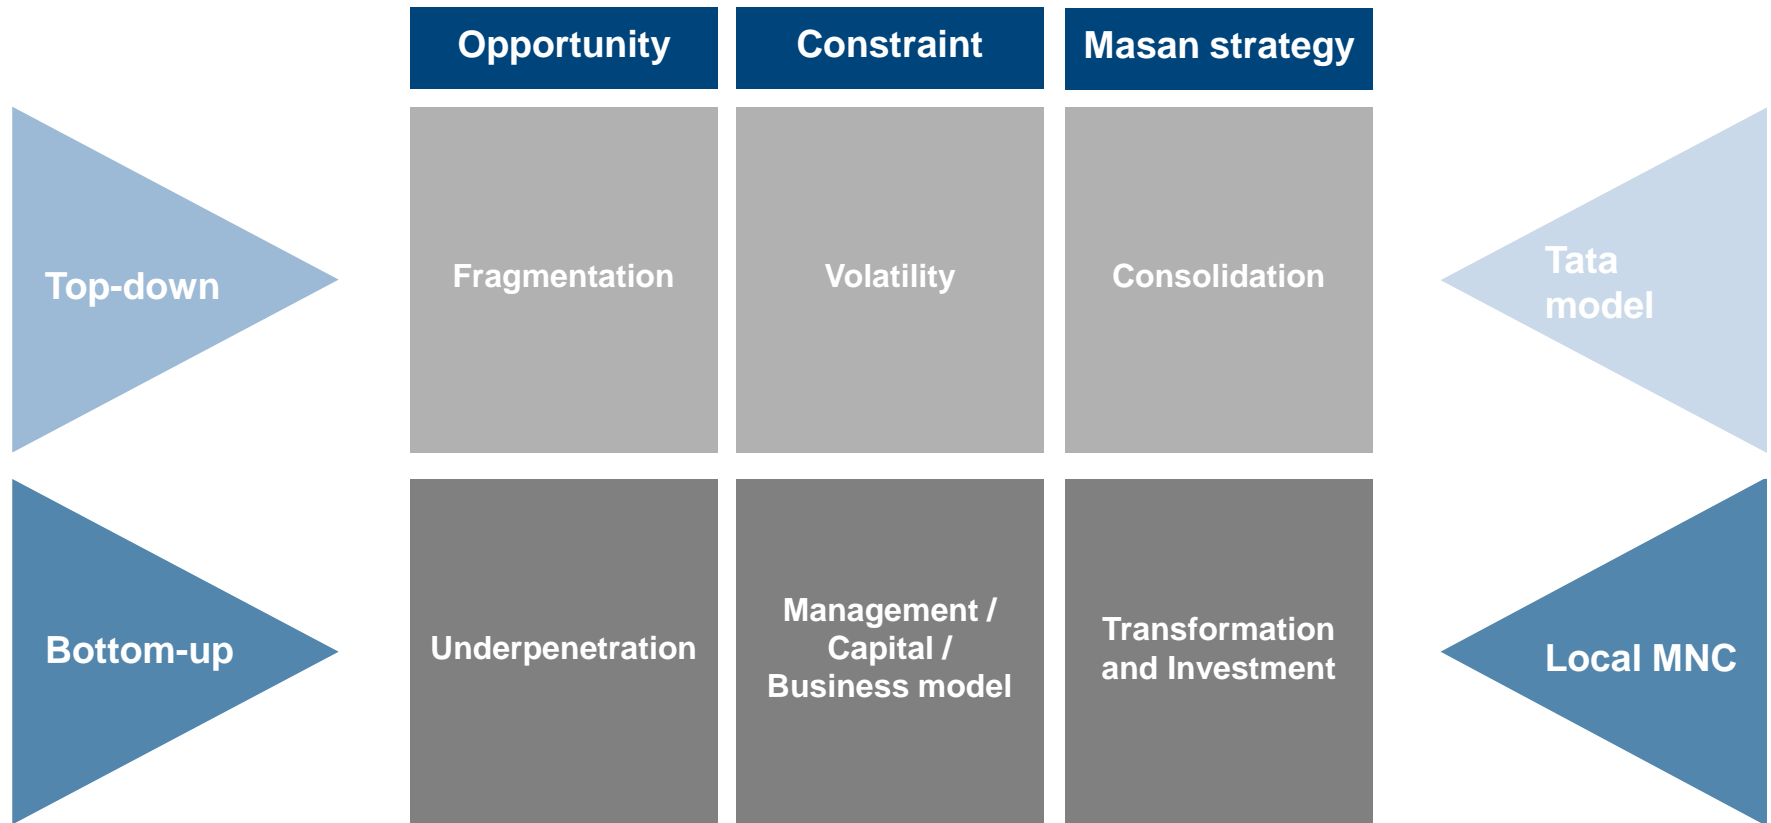 Opportunity
Constraint
Masan strategy
Top-down
Fragmentation
Volatility
Consolidation
Tata
model
Bottom-up
Underpenetration
Management /
Capital /
Business model
Transformation
and Investment
Local MNC